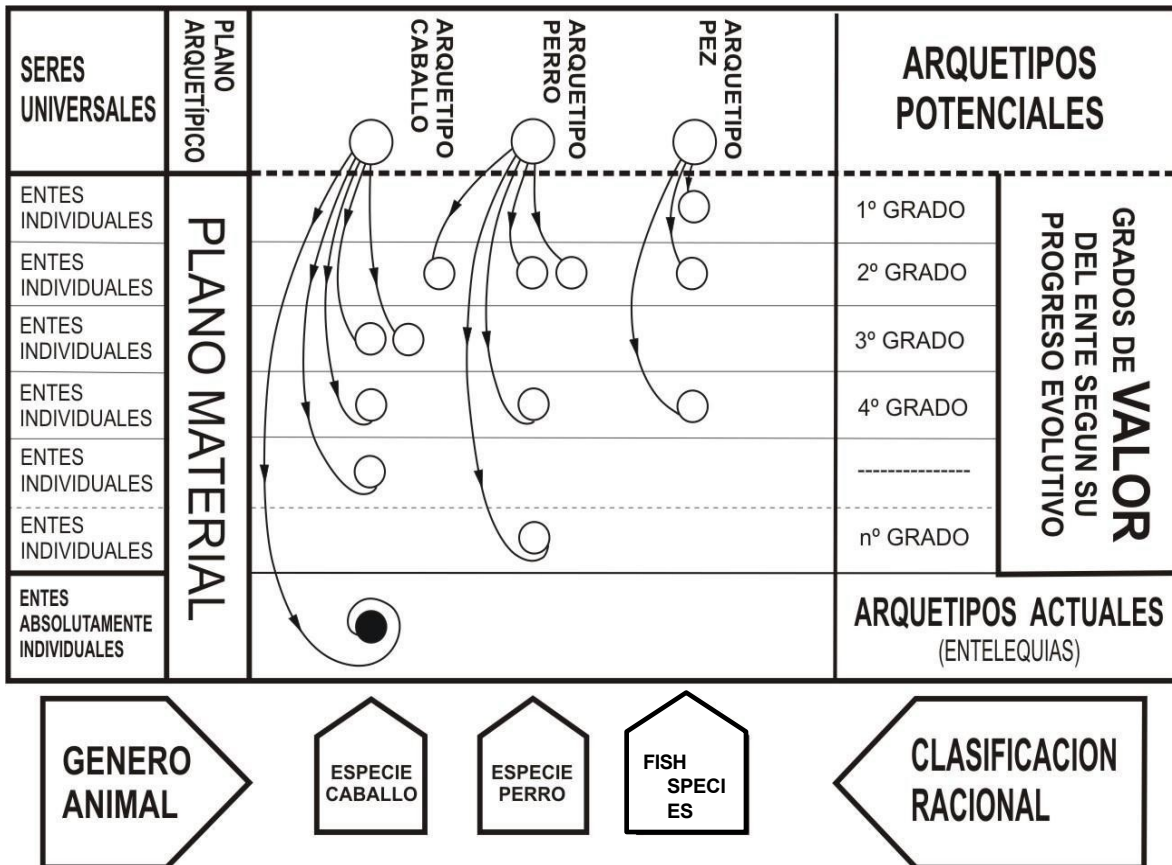 SERES
UNIVERSALES
PLANO
ARQUETÍPICO
ARQUETIPO
CABALLO
ARQUETIPO
PERRO
ARQUETIPO
PEZ
ARQUETIPOS
POTENCIALES
ENTES
INDIVIDUALES
ENTES
INDIVIDUALES
ENTES
INDIVIDUALES
ENTES
INDIVIDUALES
ENTES
INDIVIDUALES
ENTES
INDIVIDUALES
ENTES
ABSOLUTAMENTE
INDIVIDUALES
PLANO MATERIAL
1º GRADO
2º GRADO
3º GRADO
4º GRADO
---------------
nº GRADO
GRADOS DE VALOR
DEL ENTE SEGUN SU
PROGRESO EVOLUTIVO
ARQUETIPOS ACTUALES
(ENTELEQUIAS)
GENERO
ANIMAL
ESPECIE
CABALLO
ESPECIE
PERRO
FISH
SPECI
ES
CLASIFICACION
RACIONAL